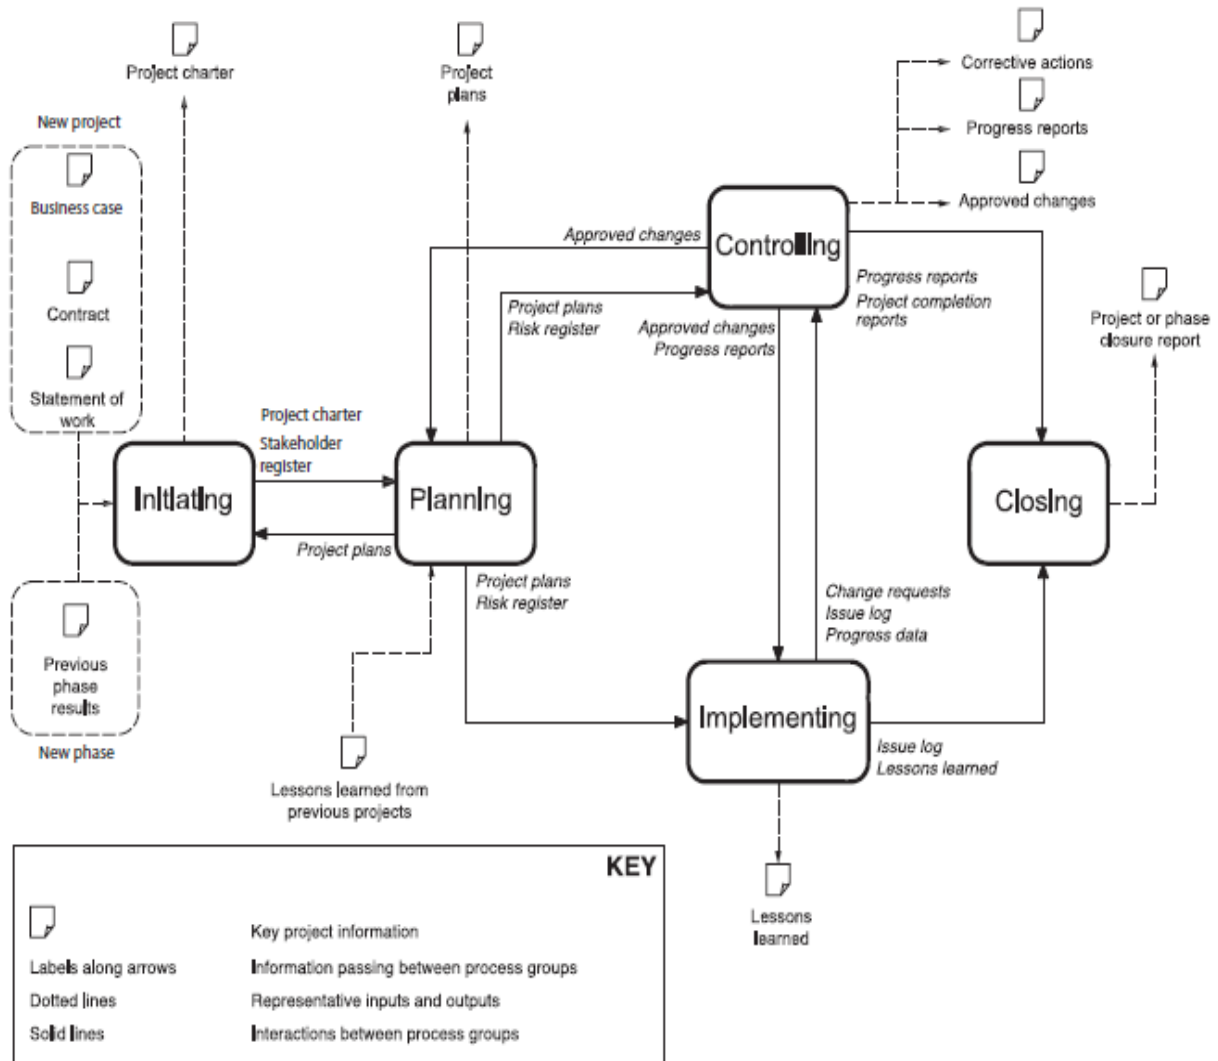 Project charter
Project
plans
Corrective actions
Progress reports
Approved changes
New project
Business case
Contract
Statement of
work
Approved changes
Controlling
Project plans
Risk register
Approved changes
Progress reports
Progress reports
Project completion
reports
Project or phase
closure report
Project charter
Stakeholder
register
Initiating
Planning
Closing
Project plans
Project plans
Risk register
Change requests
Issue log
Progress data
Previous
phase
results
New phase
Implementing
Issue log
Lessons learned
Lessons learned from
previous projects
Lessons
learned
KEY
Key project information
Labels along arrows Information passing between process groups
Dotted lines Representative inputs and outputs
Solid lines Interactions between process groups